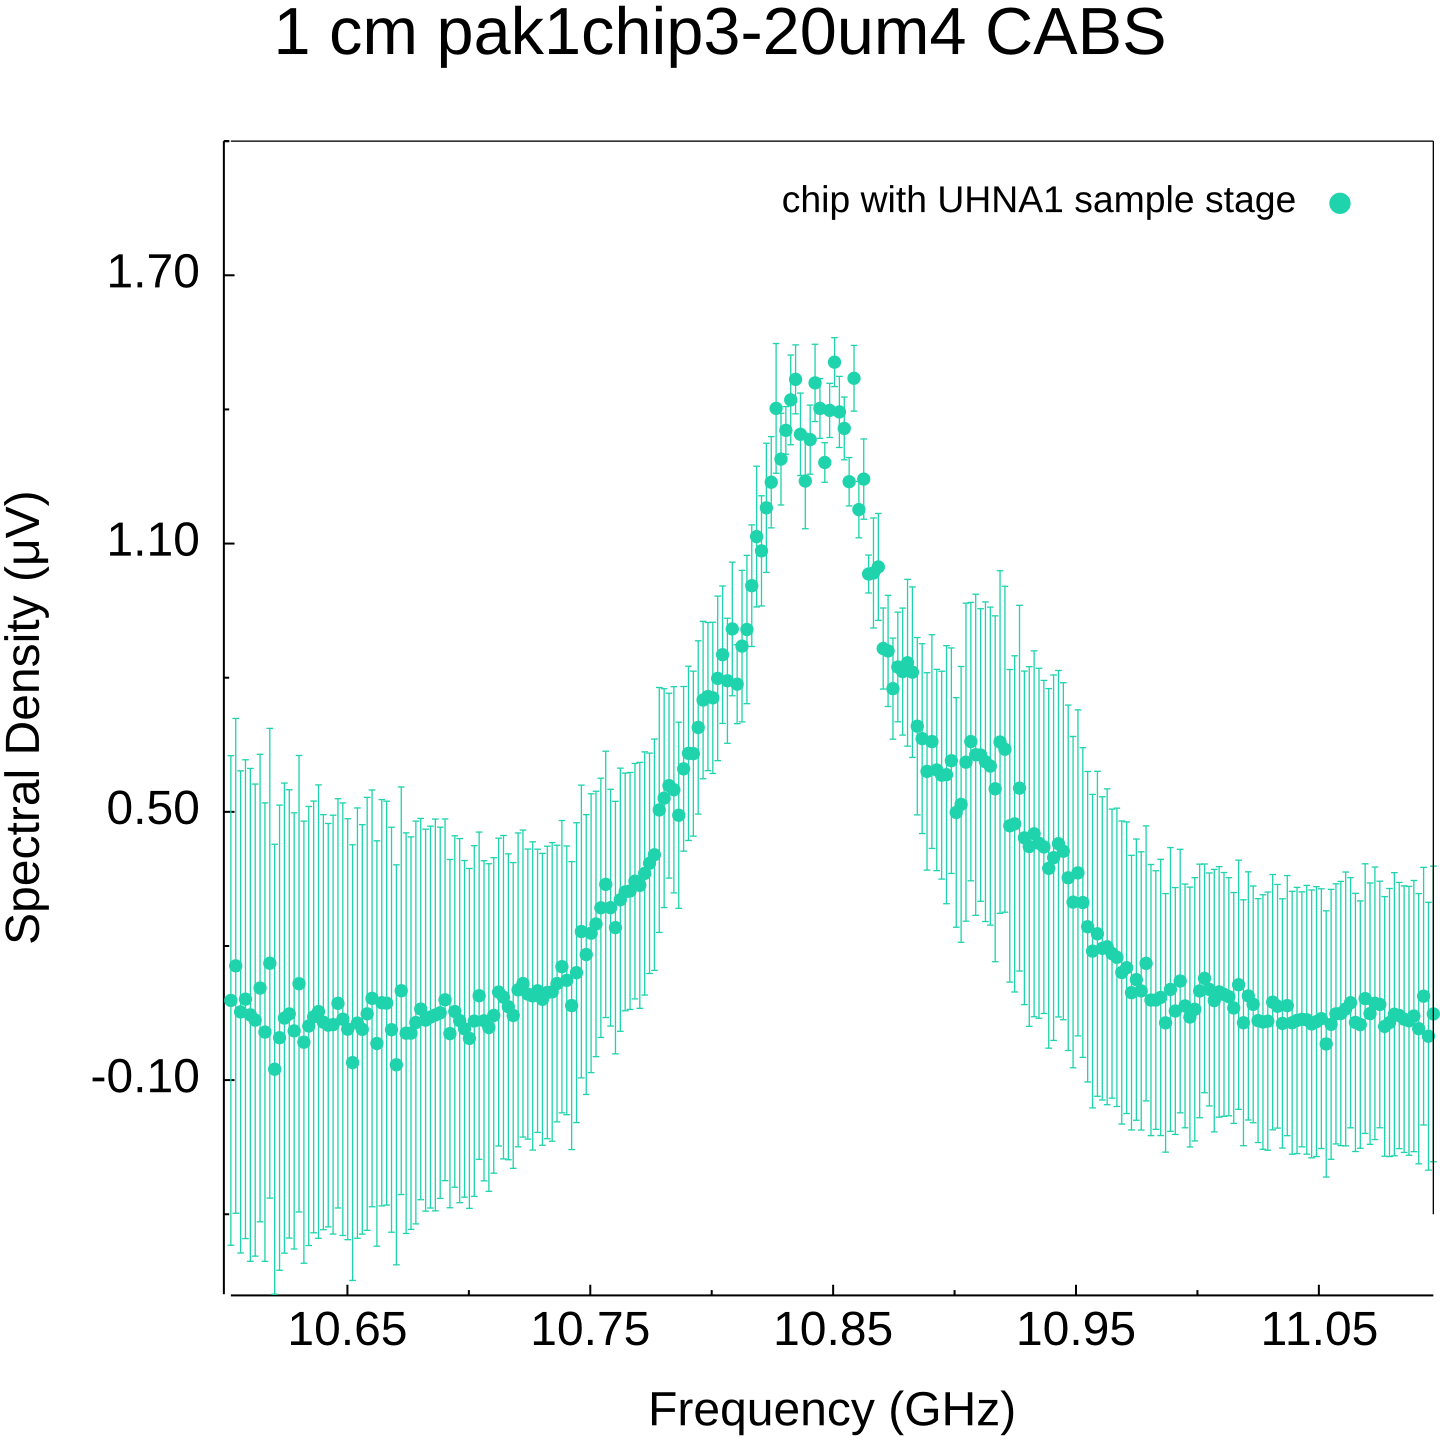 1 cm pak1chip3-20um4 CABS
chip with UHNA1 sample stage
1.70
1.10
0.50
-0.10
Spectral Density (μV)
10.65 10.75 10.85 10.95 11.05
Frequency (GHz)